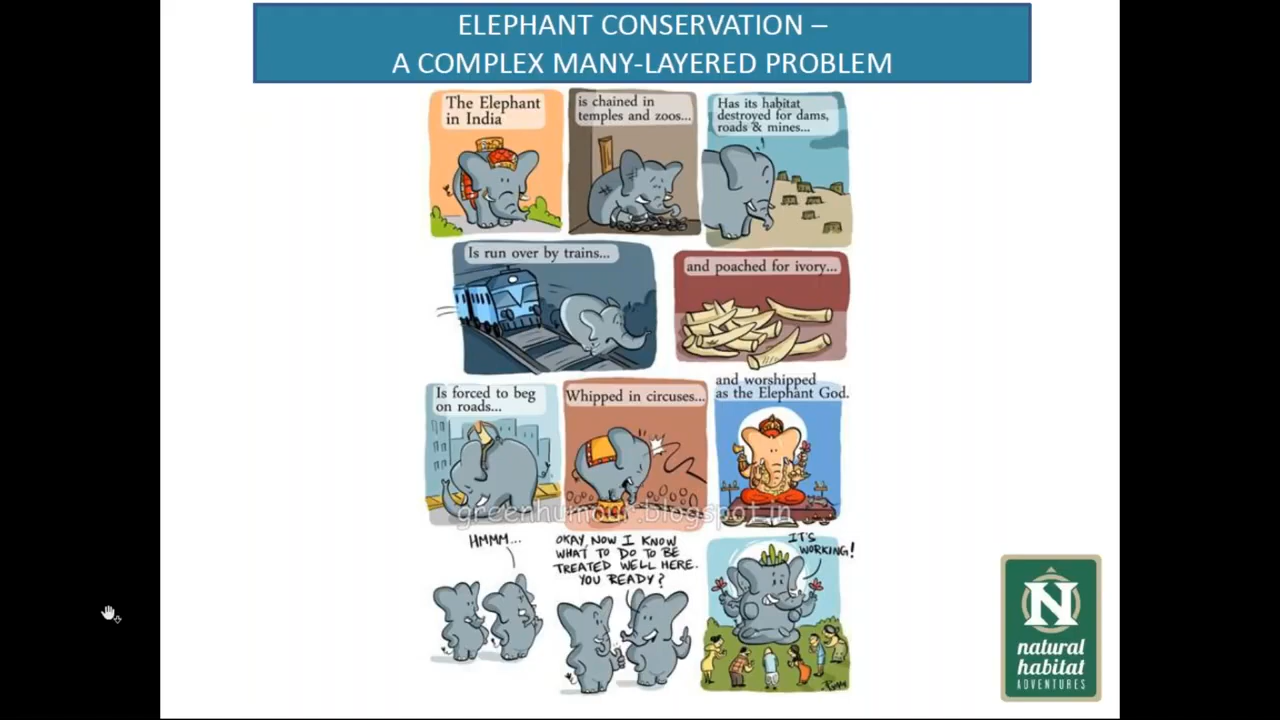 ELEPHANT CONSERVATION –
A COMPLEX MANY-LAYERED PROBLEM
The Elephant
in India
is chained in
temples and zoos...
Has its habitat
destroyed for dams,
roads & mines...
Is run over by trains...
and poached for ivory...
Is forced to beg
on roads...
Whipped in circuses...
and worshipped
as the Elephant God.
greenhumour.blogspot.in
HMMM...
OKAY, NOW I KNOW
WHAT TO DO TO BE
TREATED WELL HERE.
YOU READY?
IT'S
WORKING!
N
natural
habitat
ADVENTURES